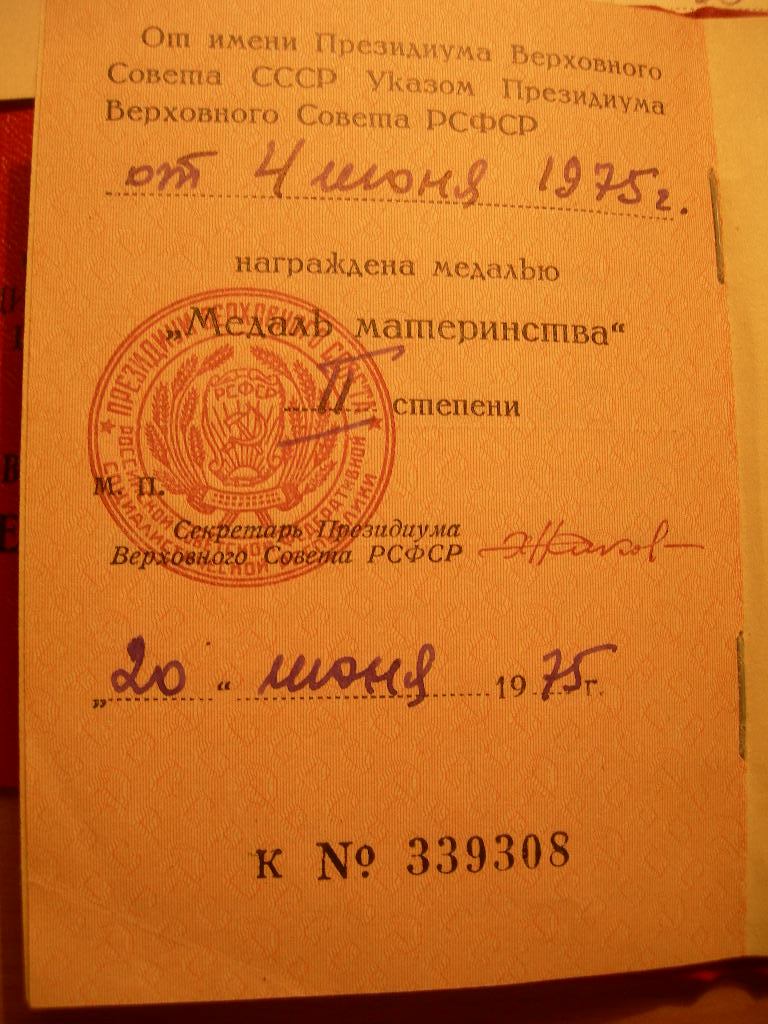 От имени Президиума Верховного
Совета СССР Указом Президиума
Верховного Совета РСФСР
от 4 июня 1975 г.
награждена медалью
„Медаль материнства“
II степени
РСФСР
М. П.
Секретарь Президиума
Верховного Совета РСФСР
„20“ июня 1975 г.
К № 339308